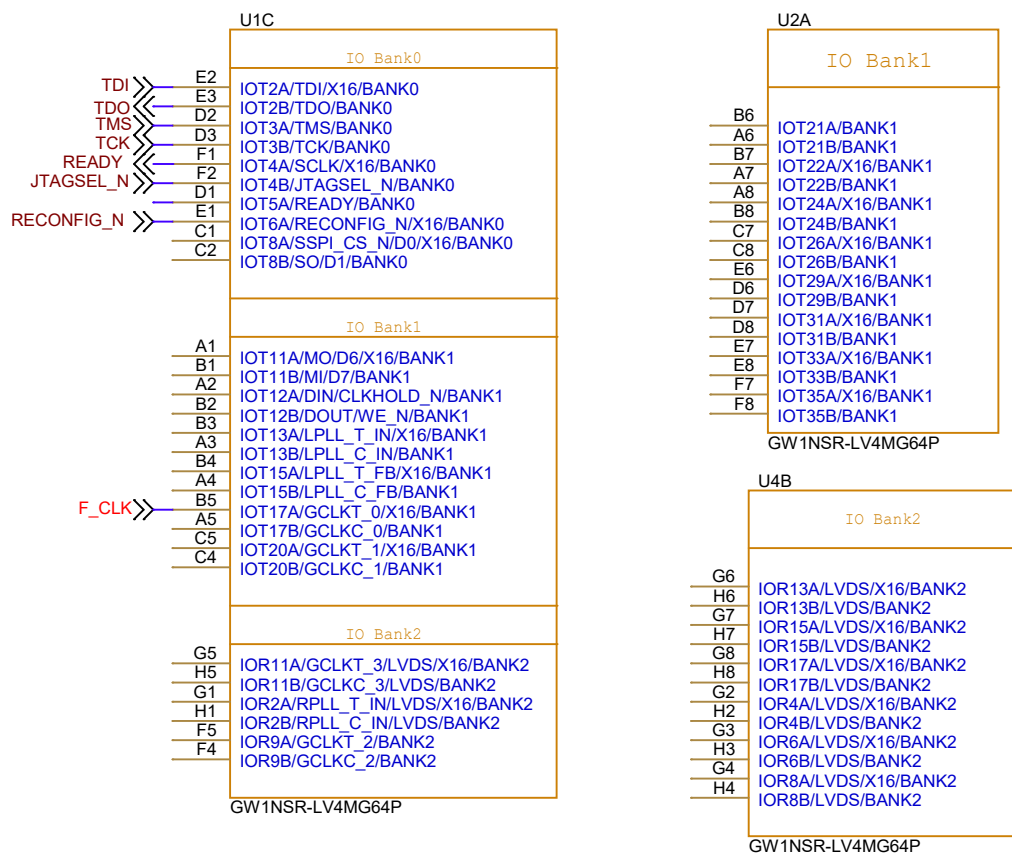 U1C
IO Bank0
TDI E2 IOT2A/TDI/X16/BANK0
TDO E3 IOT2B/TDO/BANK0
TMS D2 IOT3A/TMS/BANK0
TCK D3 IOT3B/TCK/BANK0
READY F1 IOT4A/SCLK/X16/BANK0
JTAGSEL_N F2 IOT4B/JTAGSEL_N/BANK0
D1 IOT5A/READY/BANK0
RECONFIG_N E1 IOT6A/RECONFIG_N/X16/BANK0
C1 IOT8A/SSPI_CS_N/D0/X16/BANK0
C2 IOT8B/SO/D1/BANK0
IO Bank1
A1 IOT11A/MO/D6/X16/BANK1
B1 IOT11B/MI/D7/BANK1
A2 IOT12A/DIN/CLKHOLD_N/BANK1
B2 IOT12B/DOUT/WE_N/BANK1
B3 IOT13A/LPLL_T_IN/X16/BANK1
A3 IOT13B/LPLL_C_IN/BANK1
B4 IOT15A/LPLL_T_FB/X16/BANK1
A4 IOT15B/LPLL_C_FB/BANK1
F_CLK B5 IOT17A/GCLKT_0/X16/BANK1
A5 IOT17B/GCLKC_0/BANK1
C5 IOT20A/GCLKT_1/X16/BANK1
C4 IOT20B/GCLKC_1/BANK1
IO Bank2
G5 IOR11A/GCLKT_3/LVDS/X16/BANK2
H5 IOR11B/GCLKC_3/LVDS/BANK2
G1 IOR2A/RPLL_T_IN/LVDS/X16/BANK2
H1 IOR2B/RPLL_C_IN/LVDS/BANK2
F5 IOR9A/GCLKT_2/BANK2
F4 IOR9B/GCLKC_2/BANK2
GW1NSR-LV4MG64P
U2A
IO Bank1
B6 IOT21A/BANK1
A6 IOT21B/BANK1
B7 IOT22A/X16/BANK1
A7 IOT22B/BANK1
A8 IOT24A/X16/BANK1
B8 IOT24B/BANK1
C7 IOT26A/X16/BANK1
C8 IOT26B/BANK1
E6 IOT29A/X16/BANK1
D6 IOT29B/BANK1
D7 IOT31A/X16/BANK1
D8 IOT31B/BANK1
E7 IOT33A/X16/BANK1
E8 IOT33B/BANK1
F7 IOT35A/X16/BANK1
F8 IOT35B/BANK1
GW1NSR-LV4MG64P
U4B
IO Bank2
G6 IOR13A/LVDS/X16/BANK2
H6 IOR13B/LVDS/BANK2
G7 IOR15A/LVDS/X16/BANK2
H7 IOR15B/LVDS/BANK2
G8 IOR17A/LVDS/X16/BANK2
H8 IOR17B/LVDS/BANK2
G2 IOR4A/LVDS/X16/BANK2
H2 IOR4B/LVDS/BANK2
G3 IOR6A/LVDS/X16/BANK2
H3 IOR6B/LVDS/BANK2
G4 IOR8A/LVDS/X16/BANK2
H4 IOR8B/LVDS/BANK2
GW1NSR-LV4MG64P